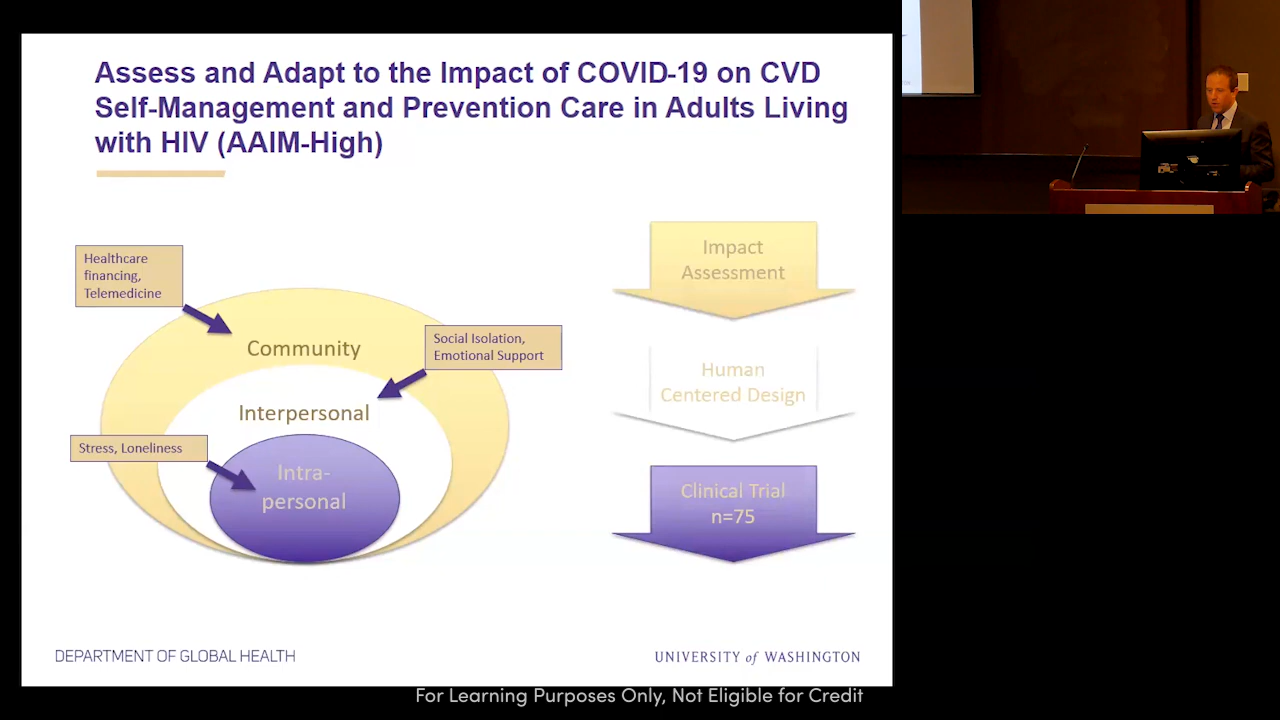 Assess and Adapt to the Impact of COVID-19 on CVD
Self-Management and Prevention Care in Adults Living
with HIV (AAIM-High)
Healthcare
financing,
Telemedicine
Community
Social Isolation,
Emotional Support
Interpersonal
Stress, Loneliness
Intra-
personal
Impact
Assessment
Human
Centered Design
Clinical Trial
n=75
DEPARTMENT OF GLOBAL HEALTH
UNIVERSITY of WASHINGTON
For Learning Purposes Only, Not Eligible for Credit